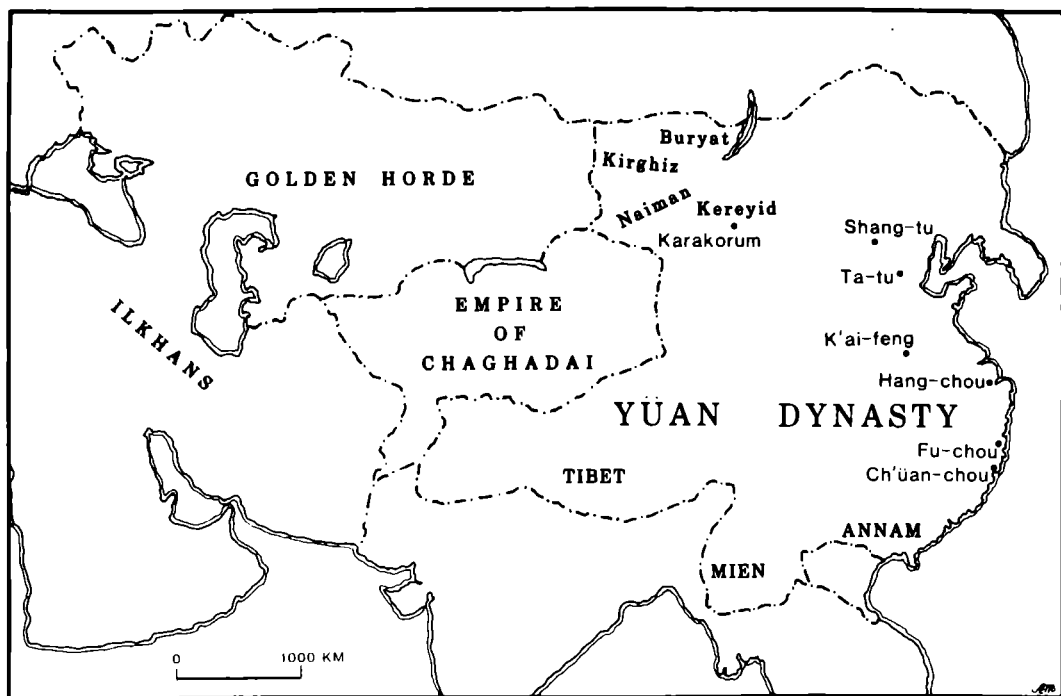 Buryat
Kirghiz
GOLDEN HORDE
Naiman
Kereyid
Karakorum
Shang-tu
Ta-tu
ILKHANS
EMPIRE
OF
CHAGHADAI
K'ai-feng
Hang-chou
YÜAN DYNASTY
Fu-chou
Ch'üan-chou
TIBET
ANNAM
MIEN
0 1000 KM